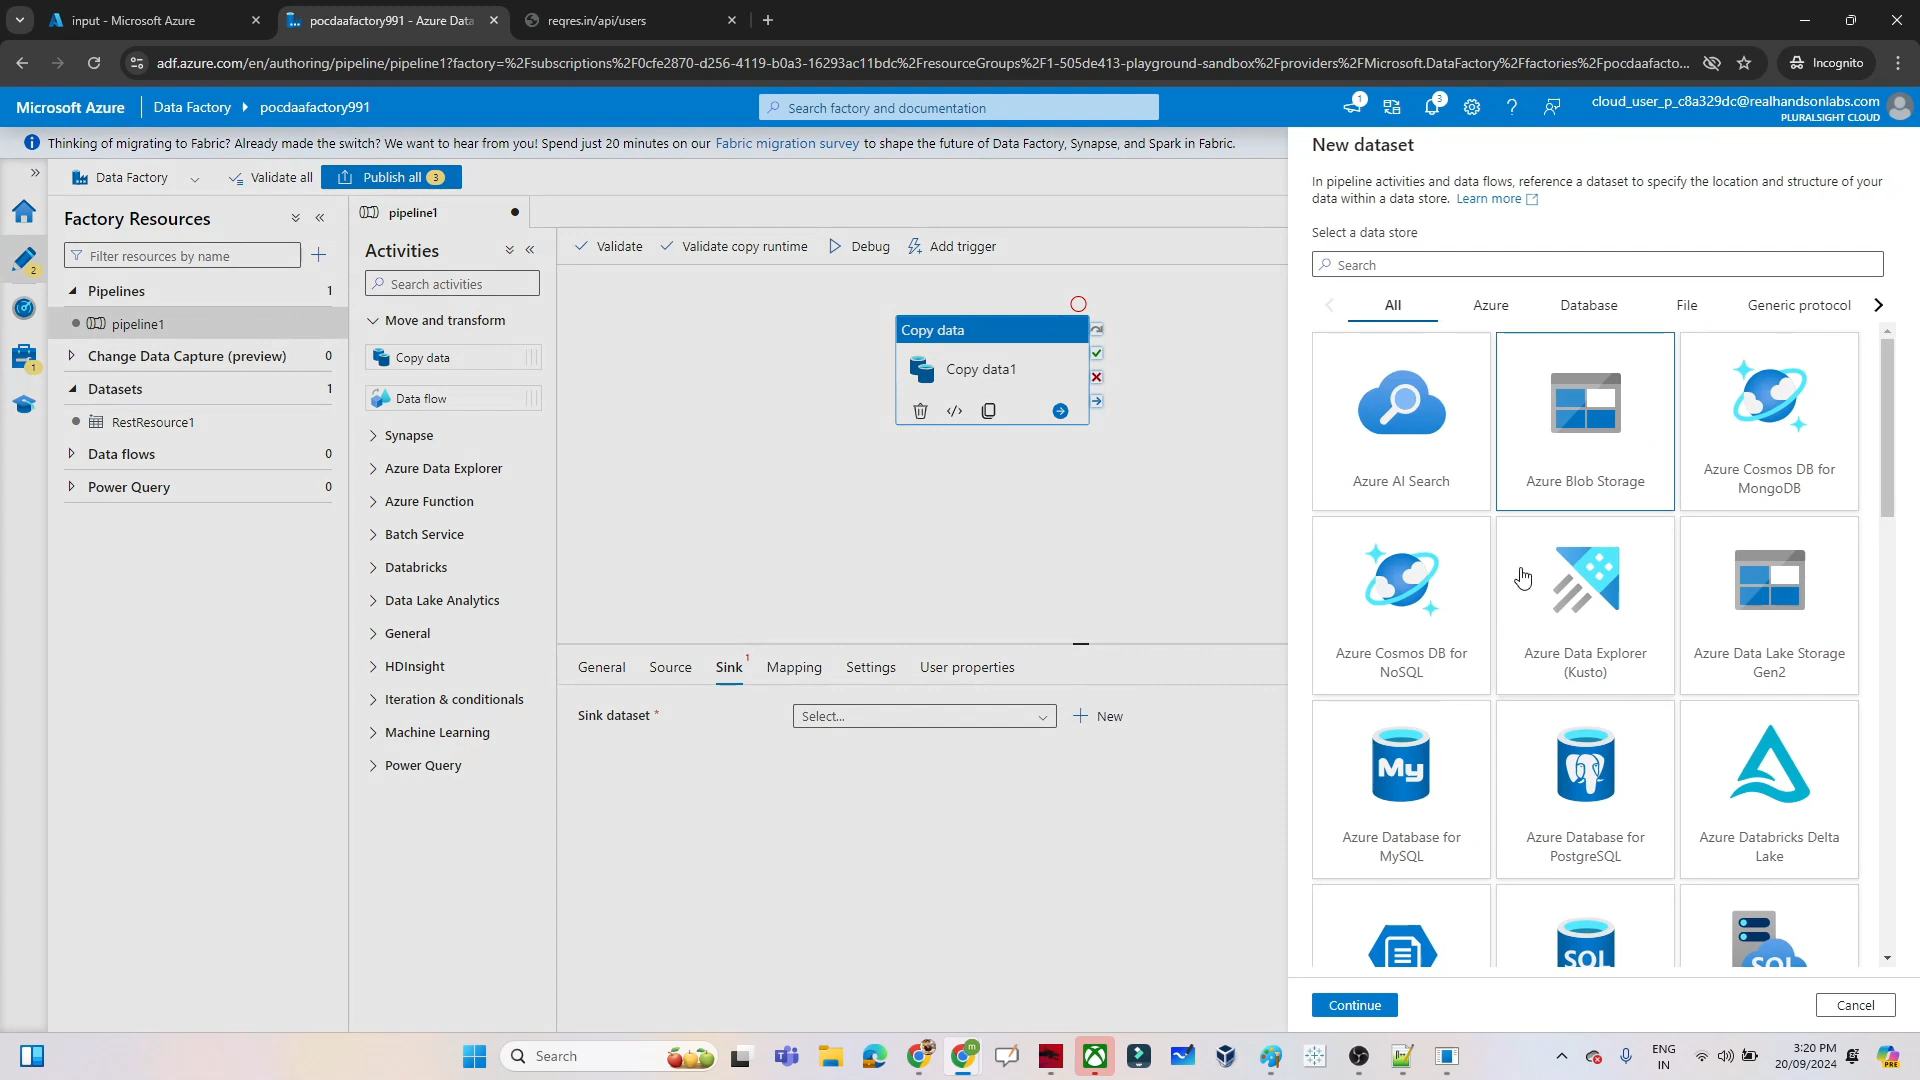 input - Microsoft Azure
pocdaafactory991 - Azure Data
reqres.in/api/users
adf.azure.com/en/authoring/pipeline/pipeline1?factory=%2Fsubscriptions%2F0cfe2870-d256-4119-b0a3-16293ac11bdc%2FresourceGroups%2F1-505de413-playground-sandbox%2Fproviders%2FMicrosoft.DataFactory%2Ffactories%2Fpocdaafacto...
Incognito
Microsoft Azure
Data Factory
pocdaafactory991
Search factory and documentation
1
3
cloud_user_p_c8a329dc@realhandsonlabs.com
PLURALSIGHT CLOUD
Thinking of migrating to Fabric? Already made the switch? We want to hear from you! Spend just 20 minutes on our Fabric migration survey to shape the future of Data Factory, Synapse, and Spark in Fabric.
Data Factory
Validate all
Publish all 3
2
1
Factory Resources
Filter resources by name
Pipelines 1
pipeline1
Change Data Capture (preview) 0
Datasets 1
RestResource1
Data flows 0
Power Query 0
pipeline1
Activities
Search activities
Move and transform
Copy data
Data flow
Synapse
Azure Data Explorer
Azure Function
Batch Service
Databricks
Data Lake Analytics
General
HDInsight
Iteration & conditionals
Machine Learning
Power Query
Validate
Validate copy runtime
Debug
Add trigger
Copy data
Copy data1
General
Source
Sink 1
Mapping
Settings
User properties
Sink dataset *
Select...
New
New dataset
In pipeline activities and data flows, reference a dataset to specify the location and structure of your
data within a data store. Learn more
Select a data store
Search
All
Azure
Database
File
Generic protocol
Azure AI Search
Azure Blob Storage
Azure Cosmos DB for
MongoDB
Azure Cosmos DB for
NoSQL
Azure Data Explorer
(Kusto)
Azure Data Lake Storage
Gen2
My
Azure Database for
MySQL
Azure Database for
PostgreSQL
Azure Databricks Delta
Lake
SQL
SQL
Continue
Cancel
Search
m
ENG
IN
3:20 PM
20/09/2024
PRE